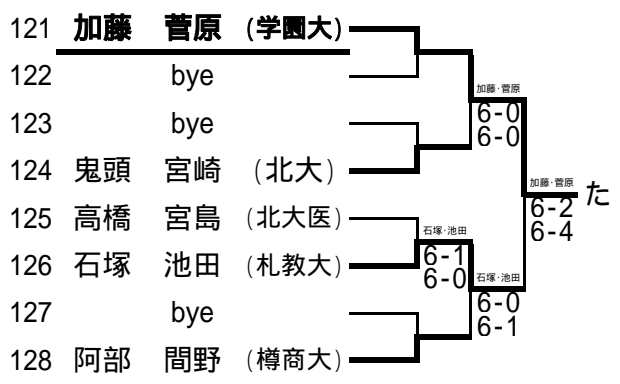 121 加藤 菅原 (学園大)
122 bye
123 bye
124 鬼頭 宮崎 (北大)
125 高橋 宮島 (北大医)
126 石塚 池田 (札教大)
127 bye
128 阿部 間野 (樽商大)
石塚・池田
6-1
6-0
加藤・菅原
6-0
6-0
石塚・池田
6-0
6-1
加藤・菅原
6-2
6-4
た